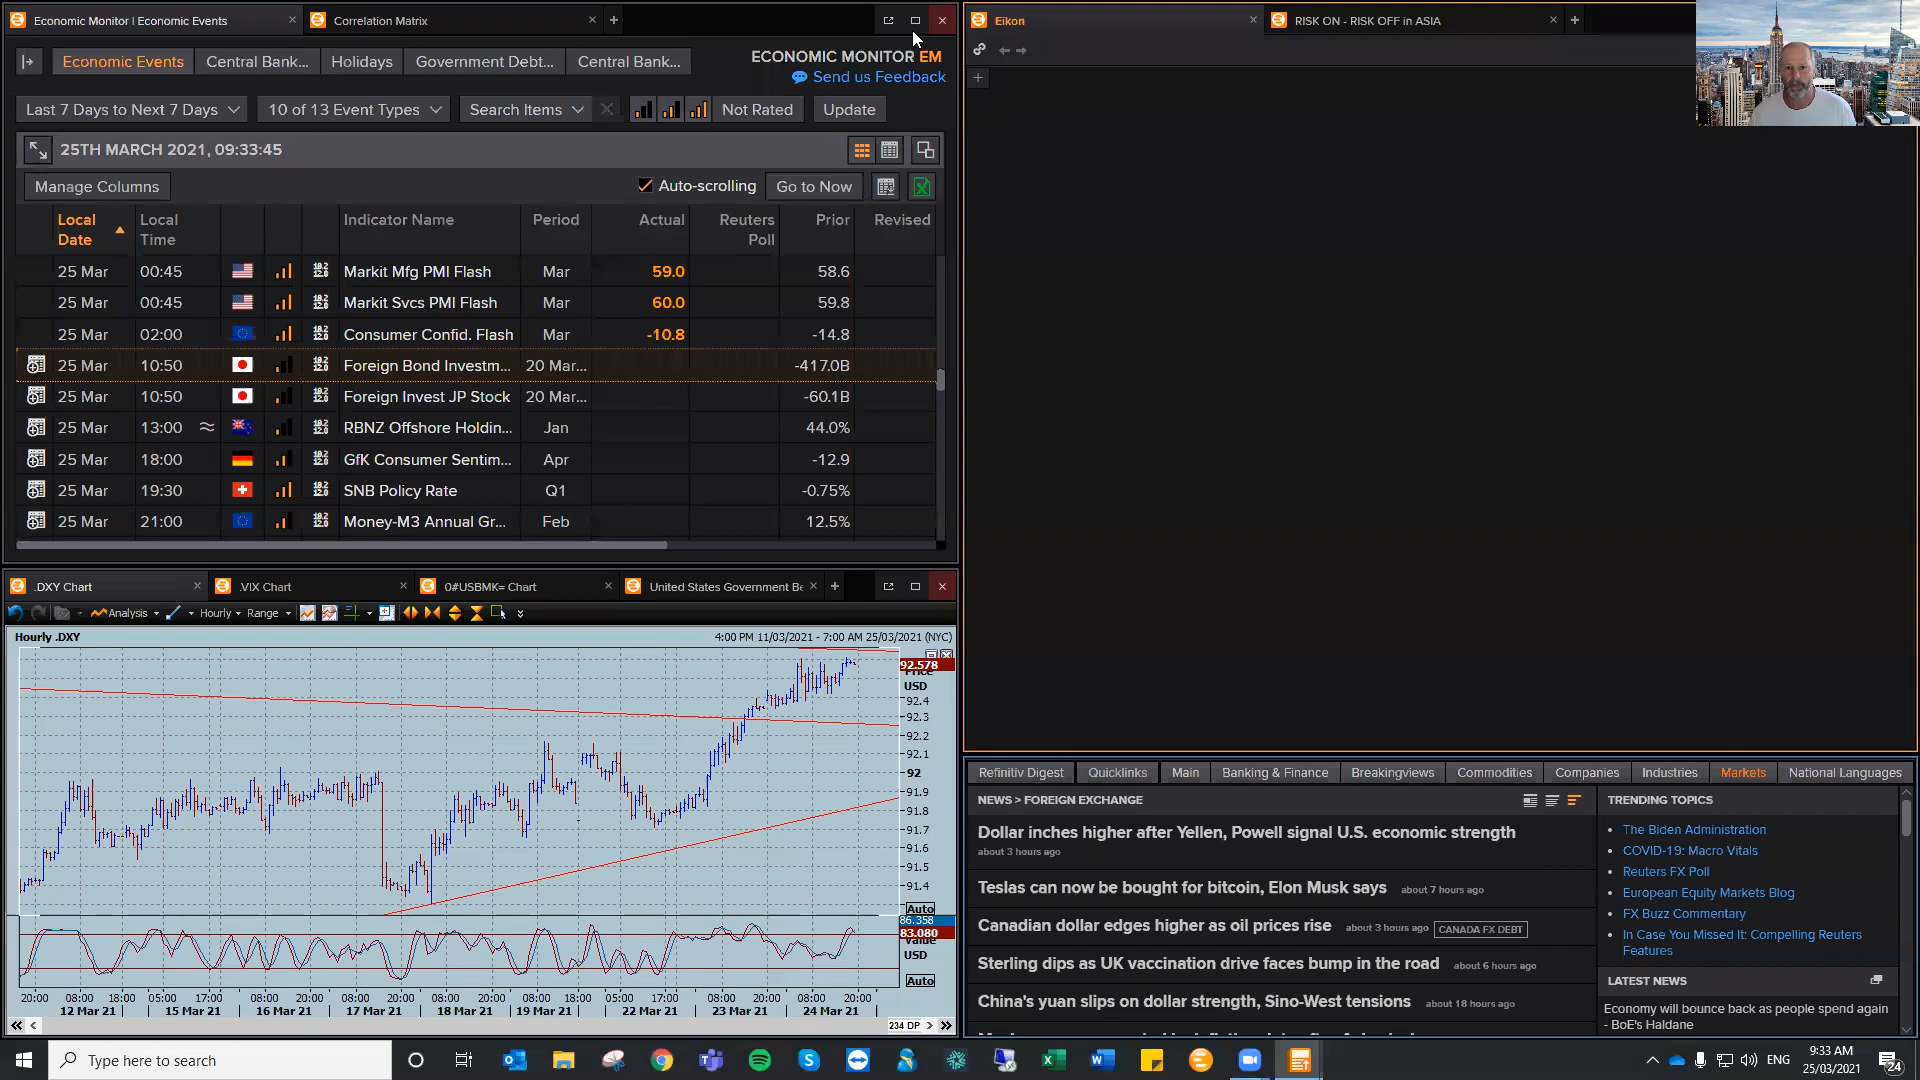 Economic Monitor | Economic Events
Correlation Matrix
Economic Events
Central Bank...
Holidays
Government Debt...
Central Bank...
ECONOMIC MONITOR EM
Send us Feedback
Last 7 Days to Next 7 Days
10 of 13 Event Types
Search Items
Not Rated
Update
25TH MARCH 2021, 09:33:45
Manage Columns
Auto-scrolling
Go to Now
Local Date
Local Time
Indicator Name
Period
Actual
Reuters Poll
Prior
Revised
25 Mar 00:45 Markit Mfg PMI Flash Mar 59.0 58.6
25 Mar 00:45 Markit Svcs PMI Flash Mar 60.0 59.8
25 Mar 02:00 Consumer Confid. Flash Mar -10.8 -14.8
25 Mar 10:50 Foreign Bond Investm... 20 Mar... -417.0B
25 Mar 10:50 Foreign Invest JP Stock 20 Mar... -60.1B
25 Mar 13:00 ≈ RBNZ Offshore Holdin... Jan 44.0%
25 Mar 18:00 GfK Consumer Sentim... Apr -12.9
25 Mar 19:30 SNB Policy Rate Q1 -0.75%
25 Mar 21:00 Money-M3 Annual Gr... Feb 12.5%
.DXY Chart
.VIX Chart
0#USBMK= Chart
United States Government Be
Analysis
Hourly
Range
Hourly .DXY
4:00 PM 11/03/2021 - 7:00 AM 25/03/2021 (NYC)
92.578
Price
USD
92.4
92.3
92.2
92.1
92
91.9
91.8
91.7
91.6
91.5
91.4
Auto
86.358
83.080
Value
USD
Auto
20:00 08:00 18:00 05:00 17:00 08:00 20:00 08:00 20:00 08:00 20:00 08:00 18:00 05:00 17:00 08:00 20:00 08:00 20:00
12 Mar 21 15 Mar 21 16 Mar 21 17 Mar 21 18 Mar 21 19 Mar 21 22 Mar 21 23 Mar 21 24 Mar 21
234 DP
Eikon
RISK ON - RISK OFF in ASIA
Refinitiv Digest
Quicklinks
Main
Banking & Finance
Breakingviews
Commodities
Companies
Industries
Markets
National Languages
NEWS > FOREIGN EXCHANGE
Dollar inches higher after Yellen, Powell signal U.S. economic strength
about 3 hours ago
Teslas can now be bought for bitcoin, Elon Musk says about 7 hours ago
Canadian dollar edges higher as oil prices rise about 3 hours ago CANADA FX DEBT
Sterling dips as UK vaccination drive faces bump in the road about 6 hours ago
China's yuan slips on dollar strength, Sino-West tensions about 18 hours ago
TRENDING TOPICS
The Biden Administration
COVID-19: Macro Vitals
Reuters FX Poll
European Equity Markets Blog
FX Buzz Commentary
In Case You Missed It: Compelling Reuters
Features
LATEST NEWS
Economy will bounce back as people spend again
- BoE's Haldane
Type here to search
ENG
9:33 AM
25/03/2021
24